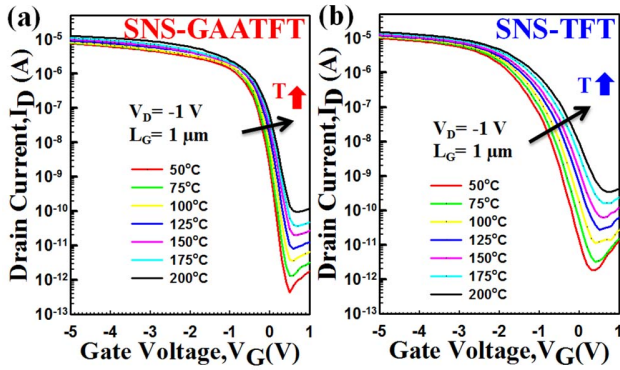 (a)
SNS-GAATFT
Drain Current,I_D (A)
10⁻⁵
10⁻⁶
10⁻⁷
10⁻⁸
10⁻⁹
10⁻¹⁰
10⁻¹¹
10⁻¹²
10⁻¹³
T
V_D= -1 V
L_G= 1 μm
50°C
75°C
100°C
125°C
150°C
175°C
200°C
-5 -4 -3 -2 -1 0 1
Gate Voltage,V_G(V)
(b)
SNS-TFT
Drain Current,I_D (A)
10⁻⁵
10⁻⁶
10⁻⁷
10⁻⁸
10⁻⁹
10⁻¹⁰
10⁻¹¹
10⁻¹²
10⁻¹³
T
V_D= -1 V
L_G= 1 μm
50°C
75°C
100°C
125°C
150°C
175°C
200°C
-5 -4 -3 -2 -1 0 1
Gate Voltage,V_G(V)